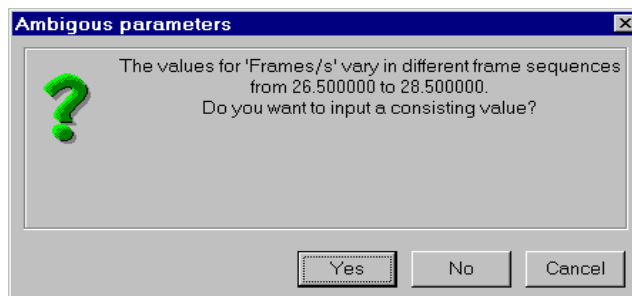 Ambigous parameters
The values for 'Frames/s' vary in different frame sequences
from 26.500000 to 28.500000.
Do you want to input a consisting value?
Yes No Cancel